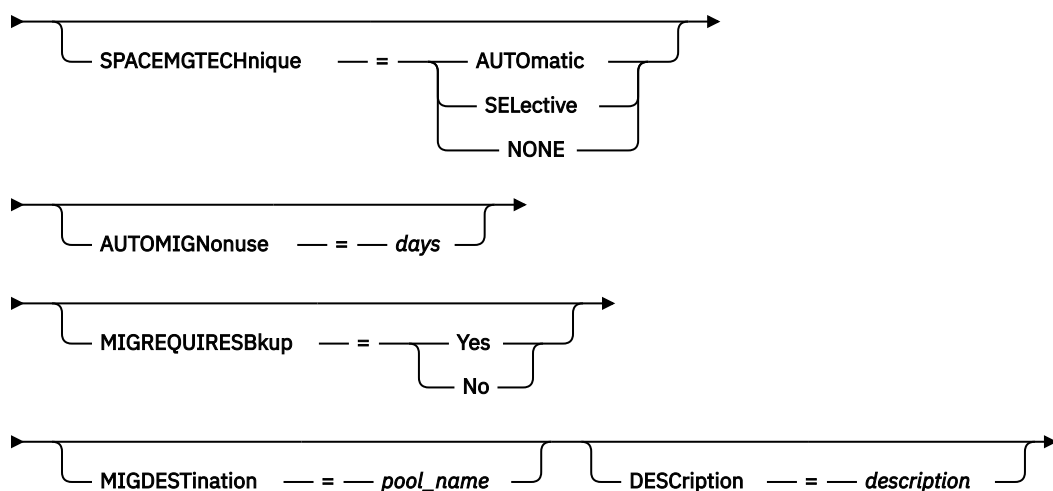 SPACEMGTECHnique = AUTOmatic
SELective
NONE
AUTOMIGNonuse = days
MIGREQUIRESBkup = Yes
No
MIGDESTination = pool_name DESCription = description